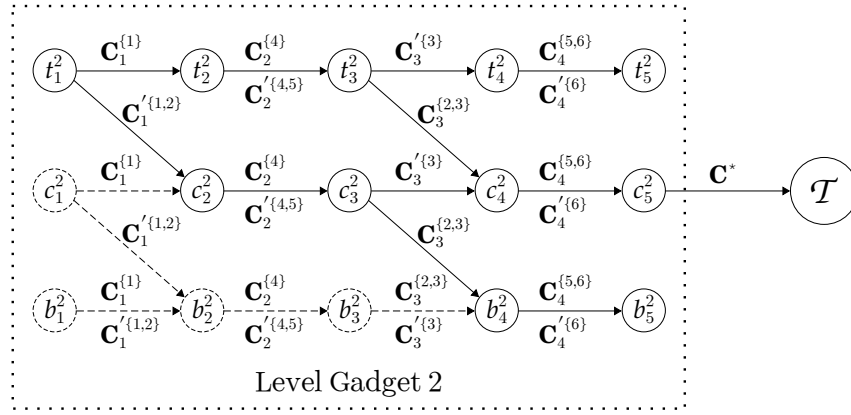 C_1^{1} C_2^{4} C_3^{'{3}} C_4^{5,6}
t_1^2 t_2^2 t_3^2 t_4^2 t_5^2
C_2^{'{4,5}} C_4^{'{6}}
C_1^{'{1,2}} C_3^{2,3}
C_1^{1} C_2^{4} C_3^{'{3}} C_4^{5,6} C^⋆
c_1^2 c_2^2 c_3^2 c_4^2 c_5^2 𝒯
C_2^{'{4,5}} C_4^{'{6}}
C_1^{'{1,2}} C_3^{2,3}
C_1^{1} C_2^{4} C_3^{2,3} C_4^{5,6}
b_1^2 b_2^2 b_3^2 b_4^2 b_5^2
C_1^{'{1,2}} C_2^{'{4,5}} C_3^{'{3}} C_4^{'{6}}
Level Gadget 2